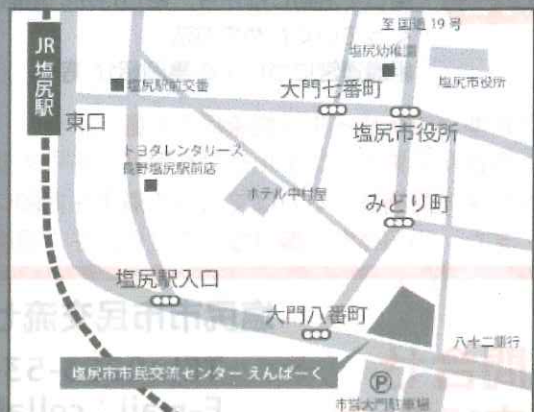 至国道19号
JR塩尻駅
塩尻幼稚園
塩尻市役所
塩尻駅前交番
大門七番町
東口
塩尻市役所
トヨタレンタリース
長野塩尻駅前店
ホテル中村屋
みどり町
塩尻駅入口
大門八番町
八十二銀行
塩尻市市民交流センター えんぱーく
P
市営大門駐車場